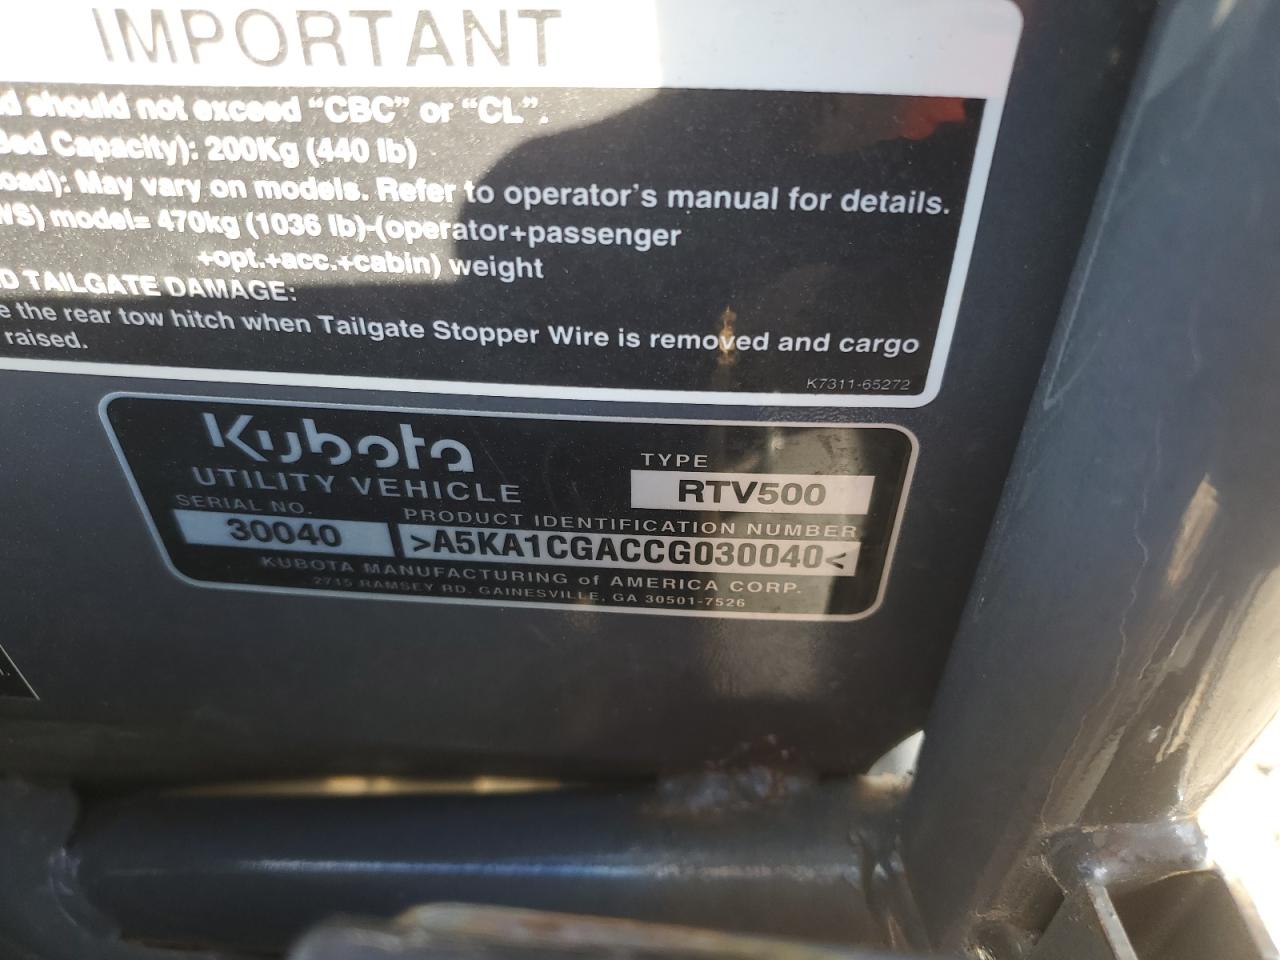 IMPORTANT
should not exceed "CBC" or "CL".
Capacity): 200Kg (440 lb)
May vary on models. Refer to operator's manual for details.
model= 470kg (1036 lb)-(operator+passenger
+opt.+acc.+cabin) weight
TAILGATE DAMAGE:
the rear tow hitch when Tailgate Stopper Wire is removed and cargo
raised.
K7311-65272
Kubota
UTILITY VEHICLE
TYPE
RTV500
SERIAL NO.
30040
PRODUCT IDENTIFICATION NUMBER
>A5KA1CGACCG030040<
KUBOTA MANUFACTURING of AMERICA CORP.
2715 RAMSEY RD. GAINESVILLE, GA 30501-7526